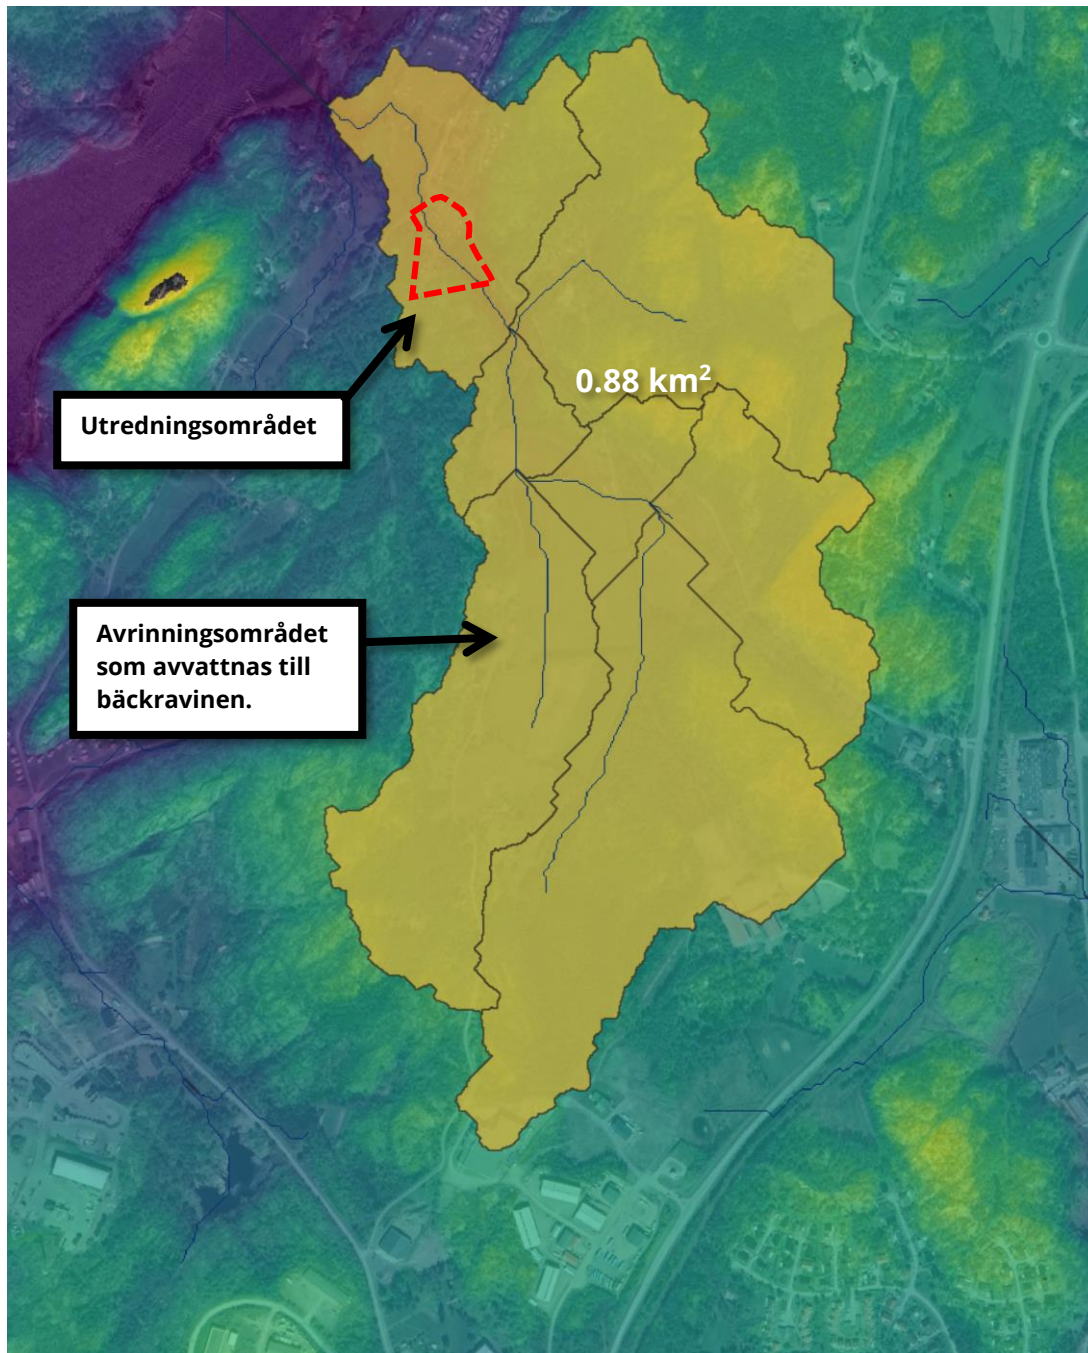 0.88 km²
Utredningsområdet
Avrinningsområdet
som avvattnas till
bäckravinen.